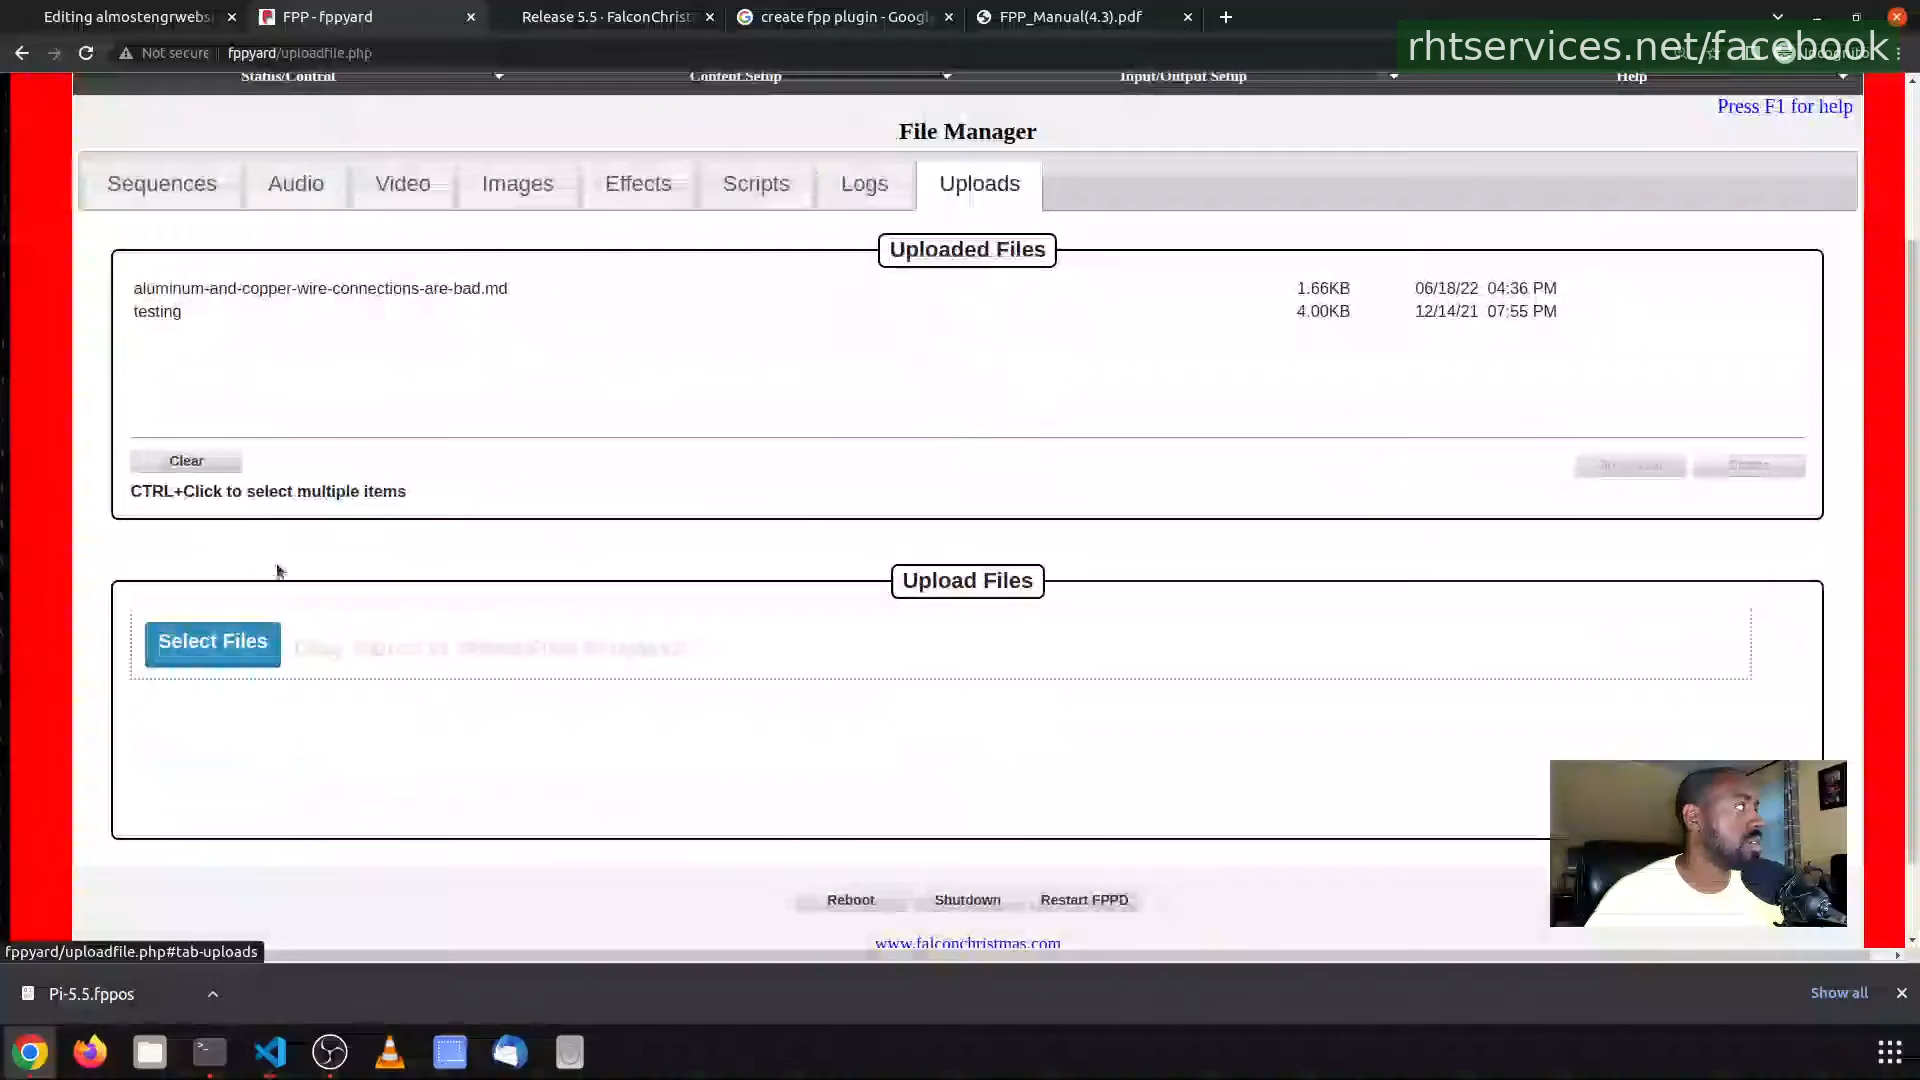 Editing almostengrwebs
FPP - fppyard
Release 5.5 · FalconChrist
create fpp plugin - Googl
FPP_Manual(4.3).pdf
Not secure
fppyard/uploadfile.php
rhtservices.net/facebook
Status/Control
Content Setup
Input/Output Setup
Help
Press F1 for help
File Manager
Sequences
Audio
Video
Images
Effects
Scripts
Logs
Uploads
Uploaded Files
aluminum-and-copper-wire-connections-are-bad.md 1.66KB 06/18/22 04:36 PM
testing 4.00KB 12/14/21 07:55 PM
Clear
CTRL+Click to select multiple items
Upload Files
Select Files
Reboot
Shutdown
Restart FPPD
www.falconchristmas.com
fppyard/uploadfile.php#tab-uploads
Pi-5.5.fppos
Show all